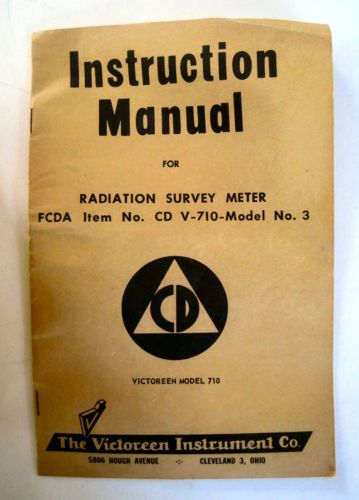 Instruction
Manual
FOR
RADIATION SURVEY METER
FCDA Item No. CD V-710-Model No. 3
CD
VICTOREEN MODEL 710
The Victoreen Instrument Co.
5806 HOUGH AVENUE -:- CLEVELAND 3, OHIO